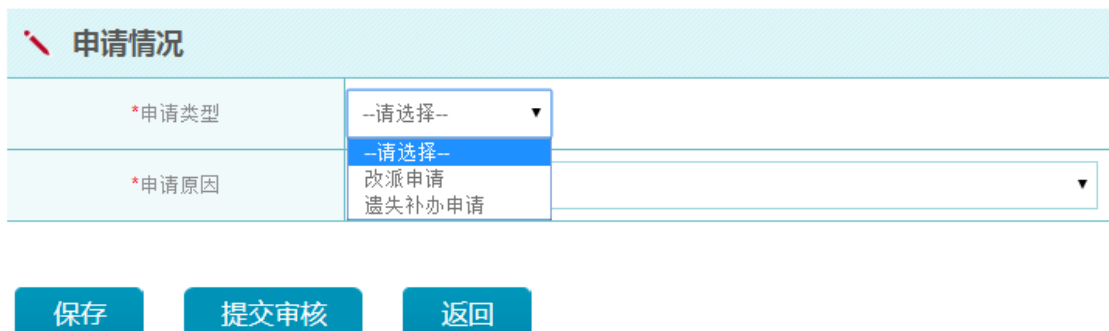 申请情况
*申请类型
--请选择--
--请选择--
改派申请
遗失补办申请
*申请原因
保存 提交审核 返回